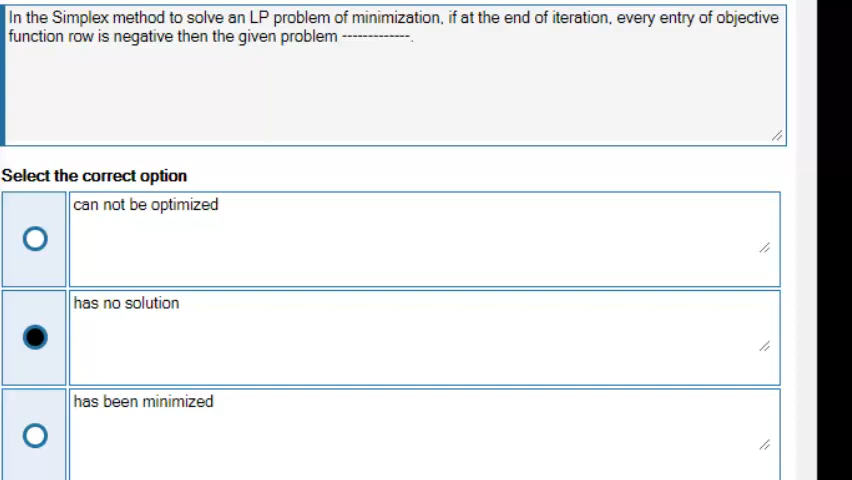 In the Simplex method to solve an LP problem of minimization, if at the end of iteration, every entry of objective
function row is negative then the given problem -------------.
Select the correct option
can not be optimized
has no solution
has been minimized